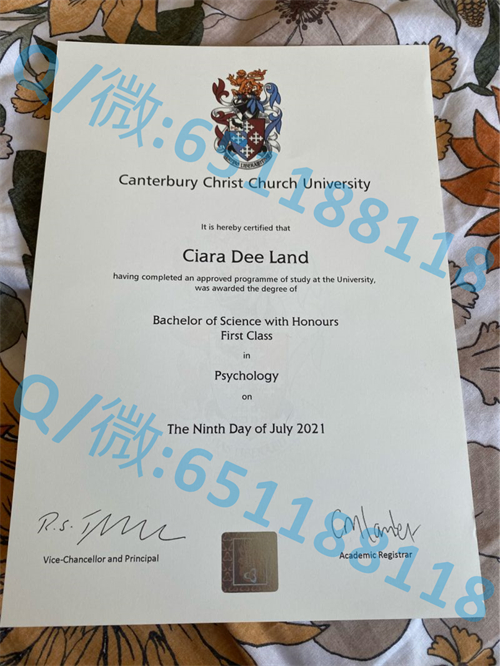 Canterbury Christ Church University
It is hereby certified that
Ciara Dee Land
having completed an approved programme of study at the University,
was awarded the degree of
Bachelor of Science with Honours
First Class
in
Psychology
on
The Ninth Day of July 2021
Vice-Chancellor and Principal
Academic Registrar
Q/微:651188118
Q/微:651188118